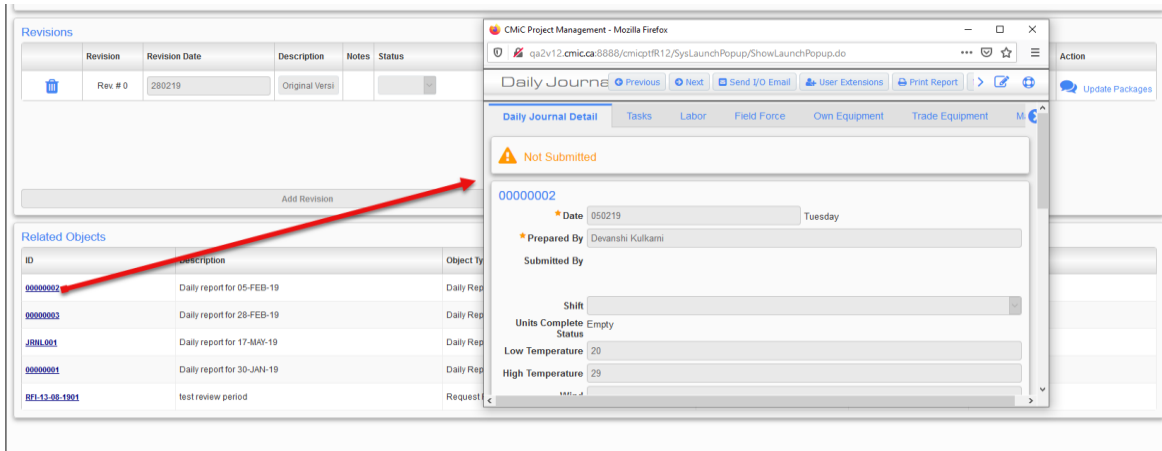 Revisions
Revision Revision Date Description Notes Status Action
Rev. # 0 280219 Original Versi Update Packages
Add Revision
Related Objects
ID Description Object Ty
00000002 Daily report for 05-FEB-19 Daily Rep
00000003 Daily report for 28-FEB-19 Daily Rep
JRNL001 Daily report for 17-MAY-19 Daily Rep
00000001 Daily report for 30-JAN-19 Daily Rep
RFI-13-08-1901 test review period Request
CMiC Project Management - Mozilla Firefox
qa2v12.cmic.ca:8888/cmicptfR12/SysLaunchPopup/ShowLaunchPopup.do
Daily Journa Previous Next Send I/O Email User Extensions Print Report
Daily Journal Detail Tasks Labor Field Force Own Equipment Trade Equipment
Not Submitted
00000002
*Date 050219 Tuesday
*Prepared By Devanshi Kulkarni
Submitted By
Shift
Units Complete Status Empty
Low Temperature 20
High Temperature 29
Wind